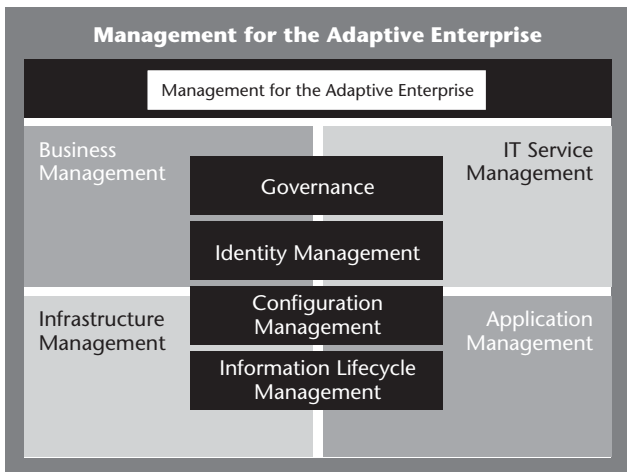 Management for the Adaptive Enterprise
Management for the Adaptive Enterprise
Business
Management
IT Service
Management
Governance
Identity Management
Configuration
Management
Infrastructure
Management
Application
Management
Information Lifecycle
Management